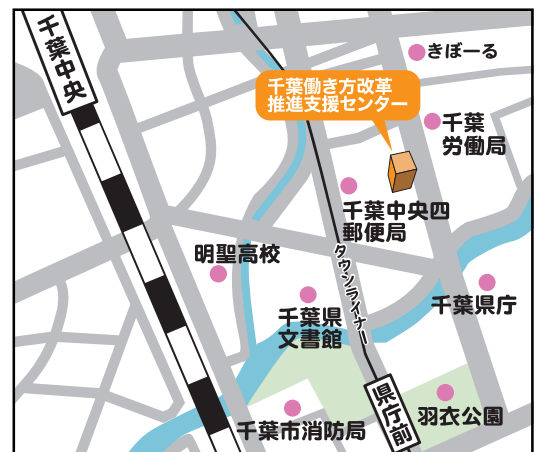 千葉中央
きぼーる
千葉働き方改革
推進支援センター
千葉
労働局
千葉中央四
郵便局
タウンライナー
明聖高校
千葉県庁
千葉県
文書館
県庁前
羽衣公園
千葉市消防局